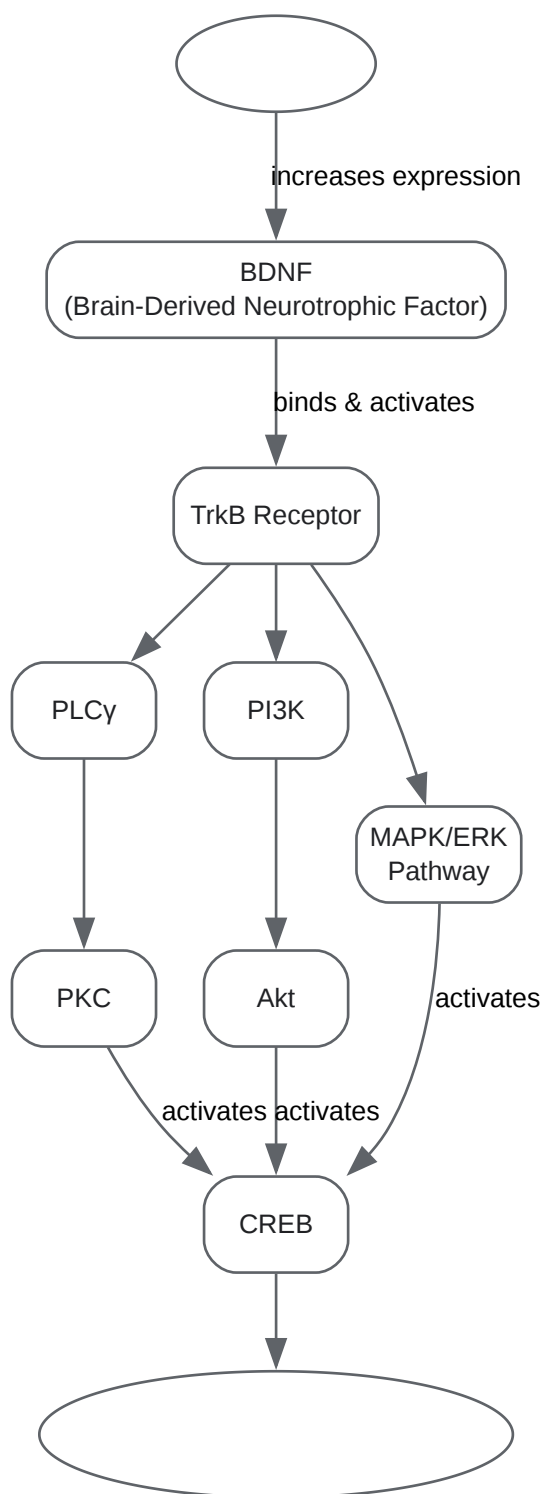 increases expression
BDNF
(Brain-Derived Neurotrophic Factor)
binds & activates
TrkB Receptor
PLCγ
PI3K
MAPK/ERK
Pathway
PKC
Akt
activates
activates
activates
CREB